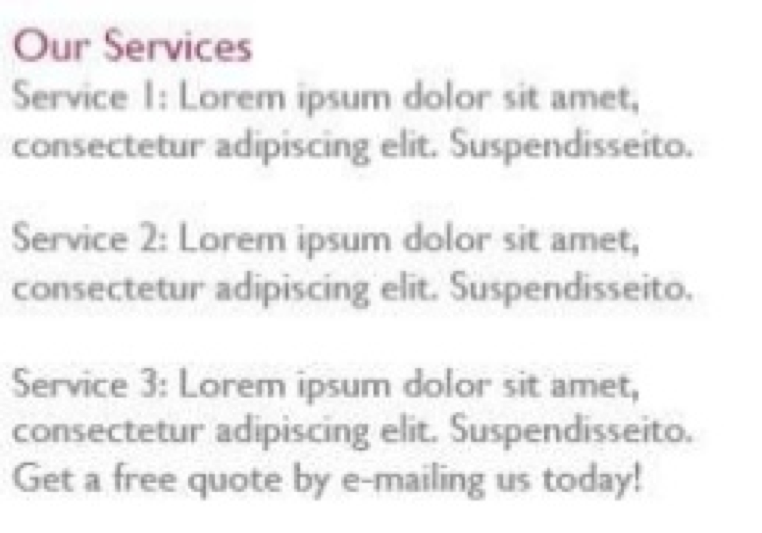 Our Services
Service 1: Lorem ipsum dolor sit amet,
consectetur adipiscing elit. Suspendisseito.
Service 2: Lorem ipsum dolor sit amet,
consectetur adipiscing elit. Suspendisseito.
Service 3: Lorem ipsum dolor sit amet,
consectetur adipiscing elit. Suspendisseito.
Get a free quote by e-mailing us today!